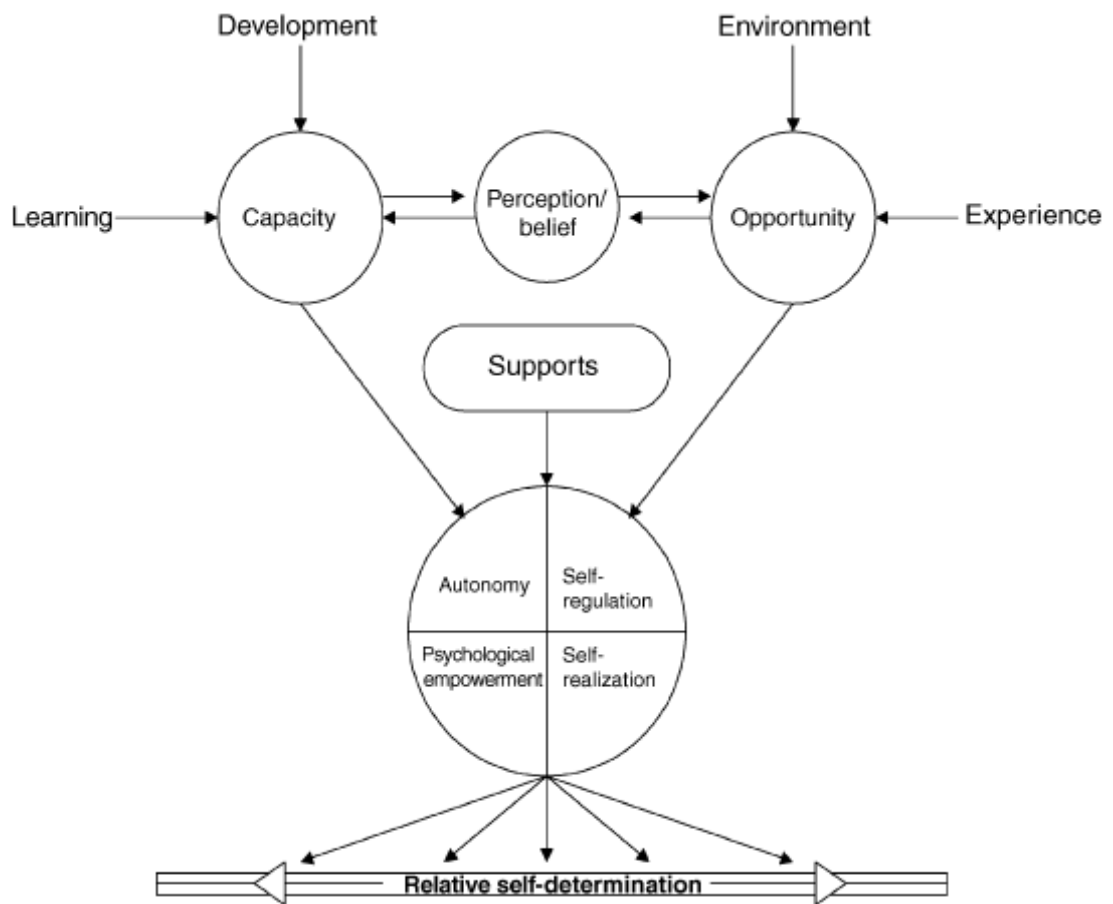 Development
Environment
Learning
Capacity
Perception/
belief
Opportunity
Experience
Supports
Autonomy
Self-
regulation
Psychological
empowerment
Self-
realization
Relative self-determination